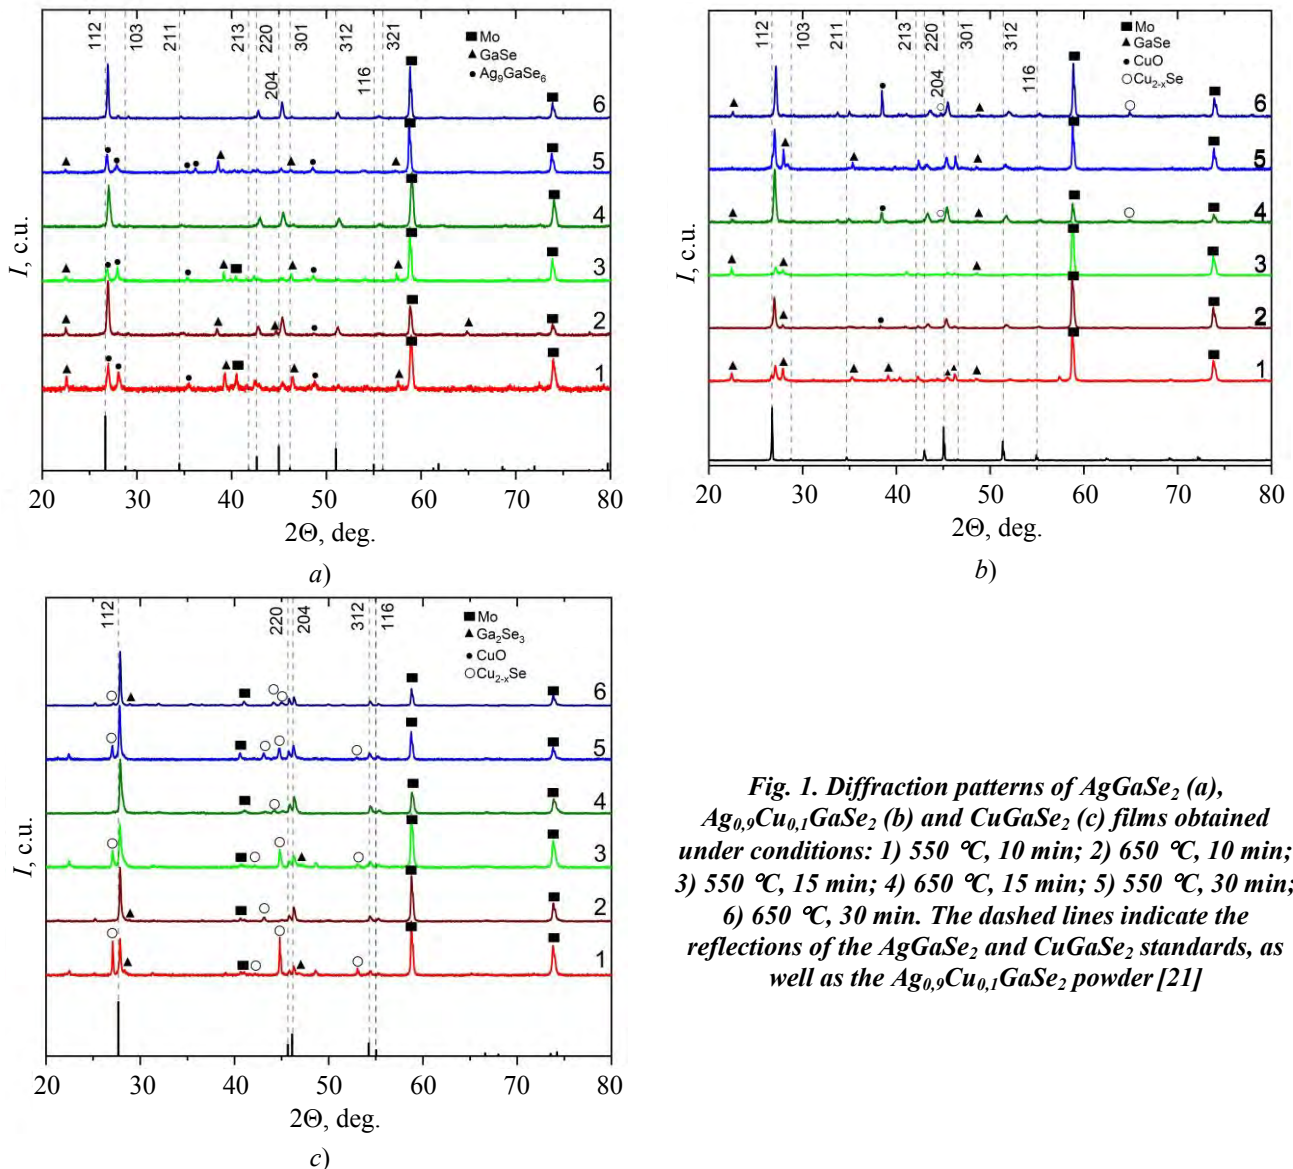 112
103
211
213
220
204
301
312
116
321
■ Mo
▲ GaSe
● Ag₉GaSe₆
6
5
4
3
2
1
I, c.u.
20 30 40 50 60 70 80
2Θ, deg.
a)
112
103
211
213
220
204
301
312
116
■ Mo
▲ GaSe
● CuO
○ Cu₂₋ₓSe
6
5
4
3
2
1
20 30 40 50 60 70 80
2Θ, deg.
b)
112
220
204
312
116
■ Mo
▲ Ga₂Se₃
● CuO
○ Cu₂₋ₓSe
6
5
4
3
2
1
I, c.u.
20 30 40 50 60 70 80
2Θ, deg.
c)
Fig. 1. Diffraction patterns of AgGaSe₂ (a),
Ag₀,₉Cu₀,₁GaSe₂ (b) and CuGaSe₂ (c) films obtained
under conditions: 1) 550 ℃, 10 min; 2) 650 ℃, 10 min;
3) 550 ℃, 15 min; 4) 650 ℃, 15 min; 5) 550 ℃, 30 min;
6) 650 ℃, 30 min. The dashed lines indicate the
reflections of the AgGaSe₂ and CuGaSe₂ standards, as
well as the Ag₀,₉Cu₀,₁GaSe₂ powder [21]